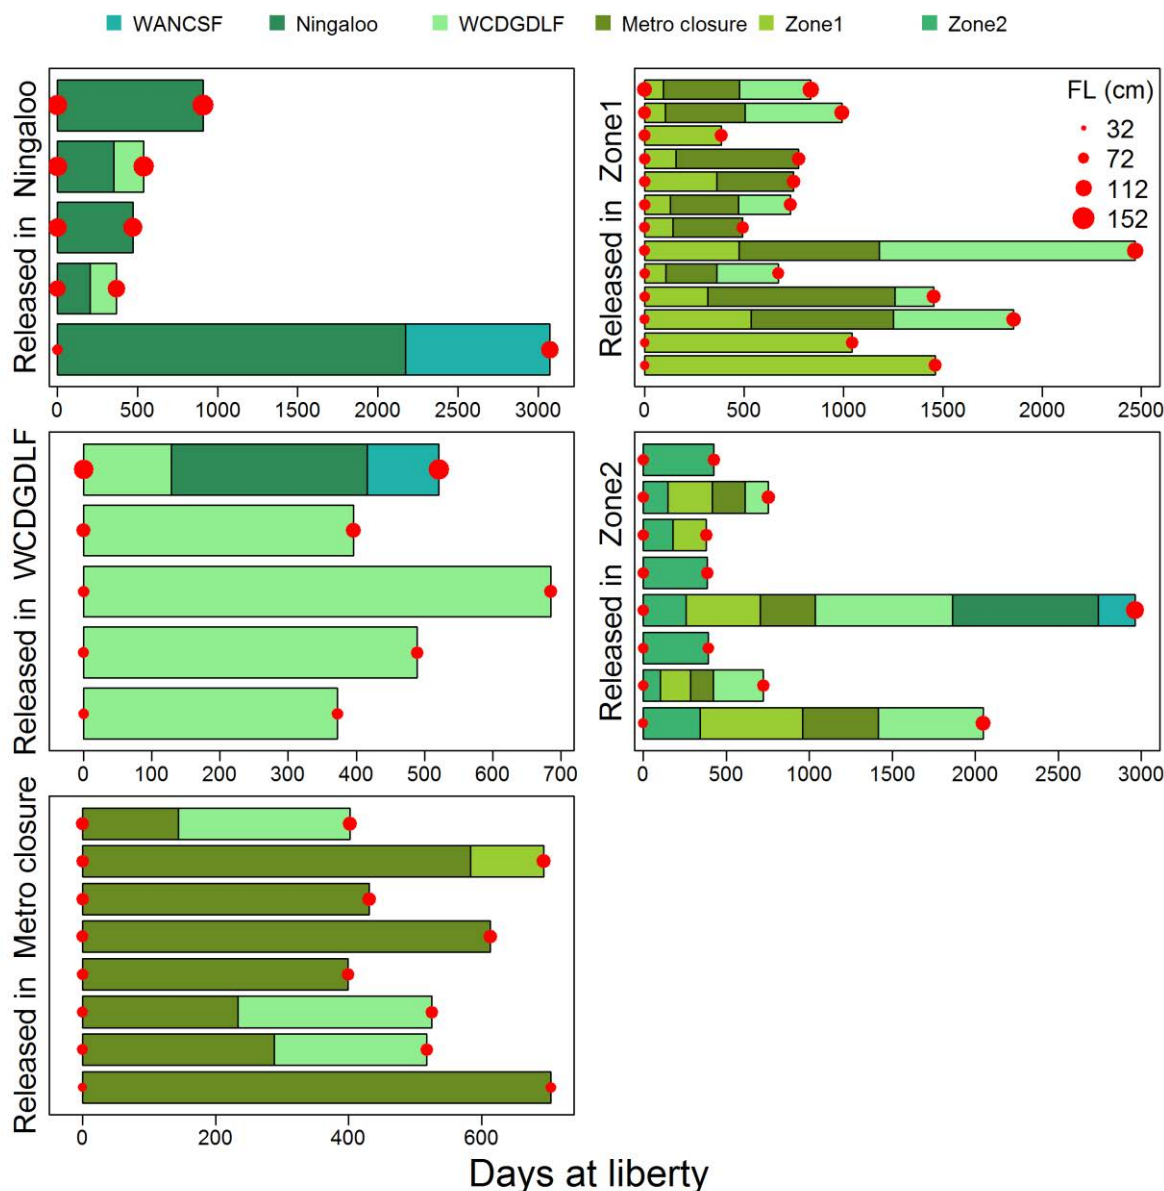 WANCSF Ningaloo WCDGDLF Metro closure Zone1 Zone2
Released in Ningaloo
0 500 1000 1500 2000 2500 3000
Released in Zone1
FL (cm)
32
72
112
152
0 500 1000 1500 2000 2500
Released in WCDGDLF
0 100 200 300 400 500 600 700
Released in Zone2
0 500 1000 1500 2000 2500 3000
Released in Metro closure
0 200 400 600
Days at liberty